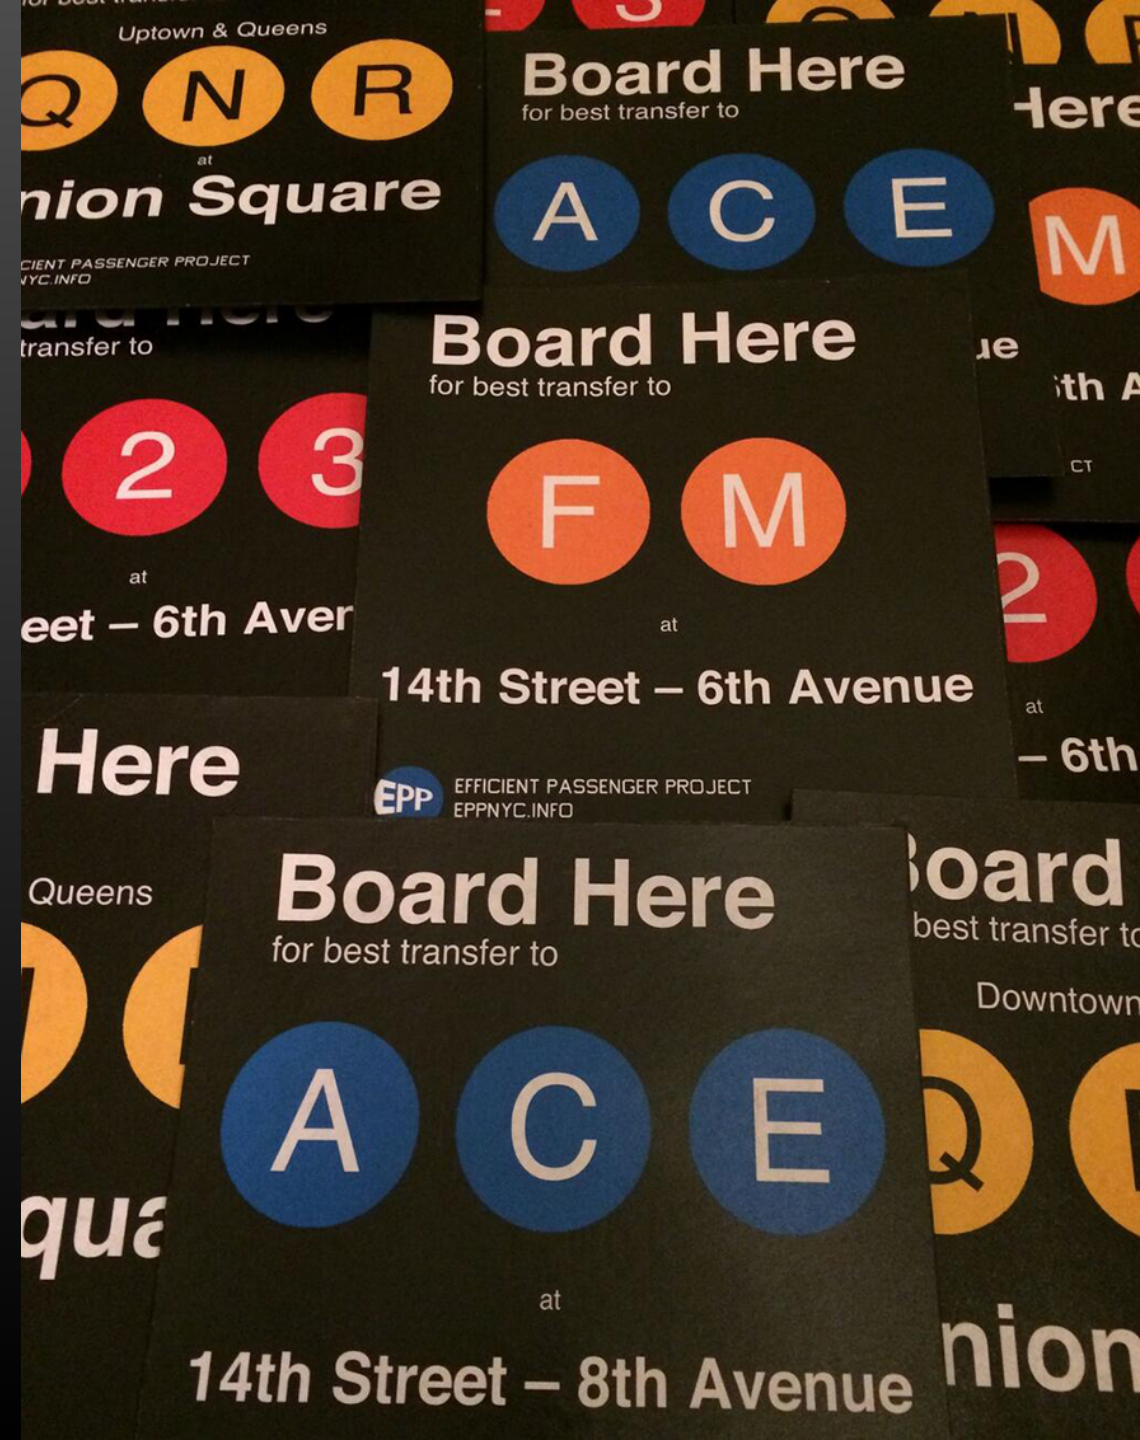 Uptown & Queens
Q N R
at
nion Square
CIENT PASSENGER PROJECT
NYC.INFO
3
Board Here
for best transfer to
A C E
ue
Here
M
6th A
CT
transfer to
2 3
at
eet – 6th Aver
Board Here
for best transfer to
F M
at
14th Street – 6th Avenue
EPP EFFICIENT PASSENGER PROJECT
EPPNYC.INFO
2
at
– 6th
Here
Queens
qua
Board Here
for best transfer to
A C E
at
14th Street – 8th Avenue
Board
best transfer to
Downtown
Q
nion